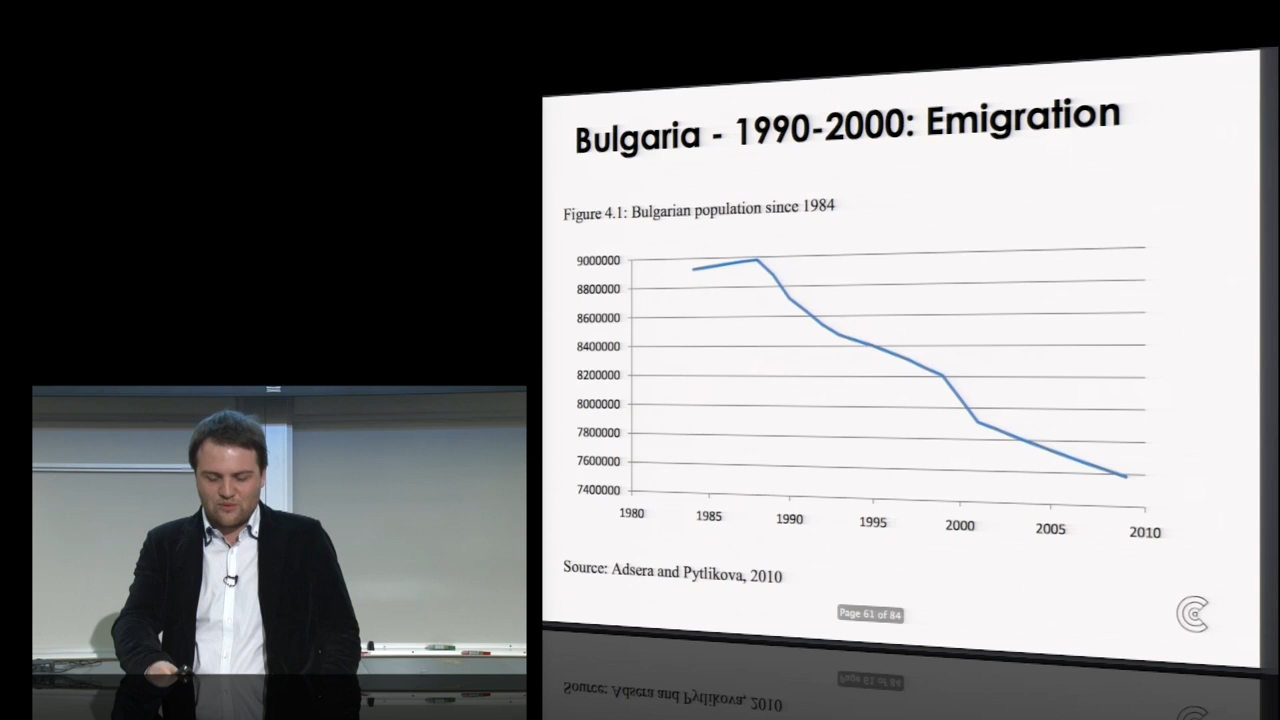 Bulgaria - 1990-2000: Emigration
Figure 4.1: Bulgarian population since 1984
9000000
8800000
8600000
8400000
8200000
8000000
7800000
7600000
7400000
1980 1985 1990 1995 2000 2005 2010
Source: Adsera and Pytlikova, 2010
Page 61 of 84